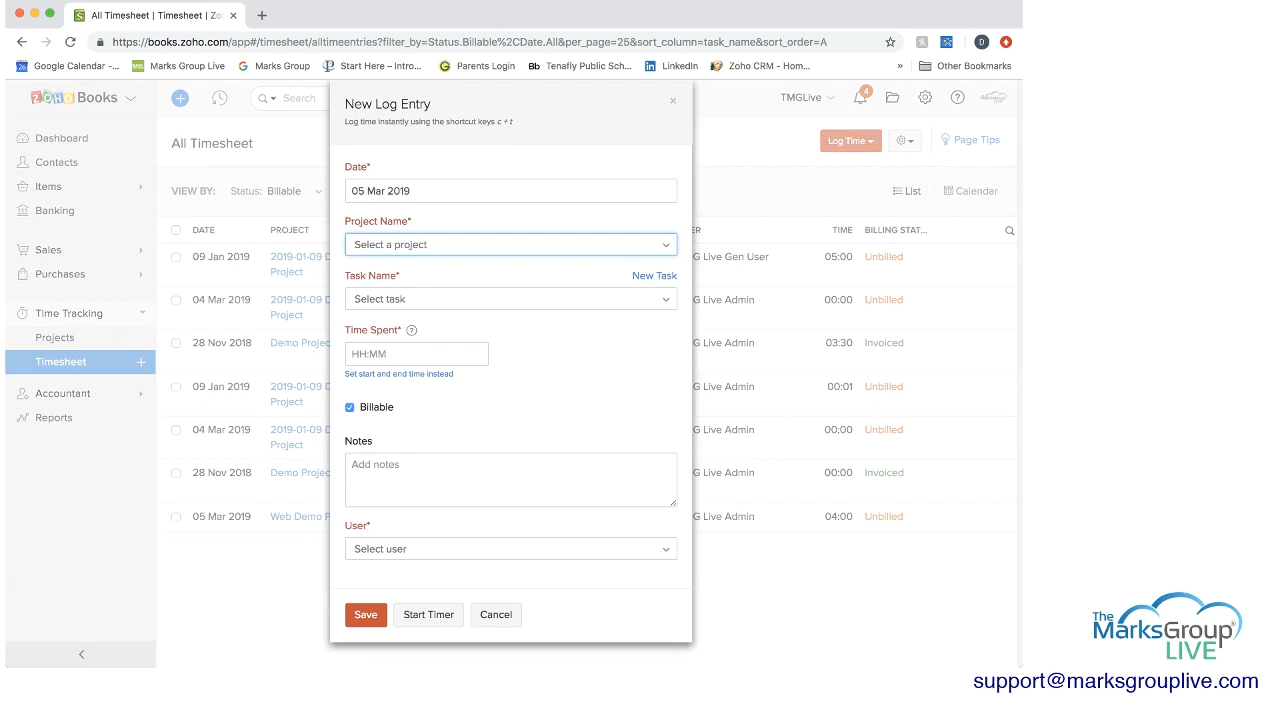 All Timesheet | Timesheet | Zo
https://books.zoho.com/app#/timesheet/alltimeentries?filter_by=Status.Billable%2CDate.All&per_page=25&sort_column=task_name&sort_order=A
D
Google Calendar -... Marks Group Live Marks Group Start Here – Intro... Parents Login Bb Tenafly Public Sch... LinkedIn Zoho CRM - Hom... » Other Bookmarks
ZOHO Books
Search
TMGLive
4
All Timesheet
Log Time
Page Tips
VIEW BY: Status: Billable
List
Calendar
DATE PROJECT ER TIME BILLING STAT...
09 Jan 2019 2019-01-09 D G Live Gen User 05:00 Unbilled
Project
04 Mar 2019 2019-01-09 D G Live Admin 00:00 Unbilled
Project
28 Nov 2018 Demo Projec G Live Admin 03:30 Invoiced
09 Jan 2019 2019-01-09 D G Live Admin 00:01 Unbilled
Project
04 Mar 2019 2019-01-09 D G Live Admin 00:00 Unbilled
Project
28 Nov 2018 Demo Projec G Live Admin 00:00 Invoiced
05 Mar 2019 Web Demo P G Live Admin 04:00 Unbilled
Dashboard
Contacts
Items
Banking
Sales
Purchases
Time Tracking
Projects
Timesheet +
Accountant
Reports
New Log Entry
Log time instantly using the shortcut keys c + t
Date*
05 Mar 2019
Project Name*
Select a project
Task Name* New Task
Select task
Time Spent*
HH:MM
Set start and end time instead
Billable
Notes
Add notes
User*
Select user
Save Start Timer Cancel
The
MarksGroup®
LIVE
support@marksgrouplive.com